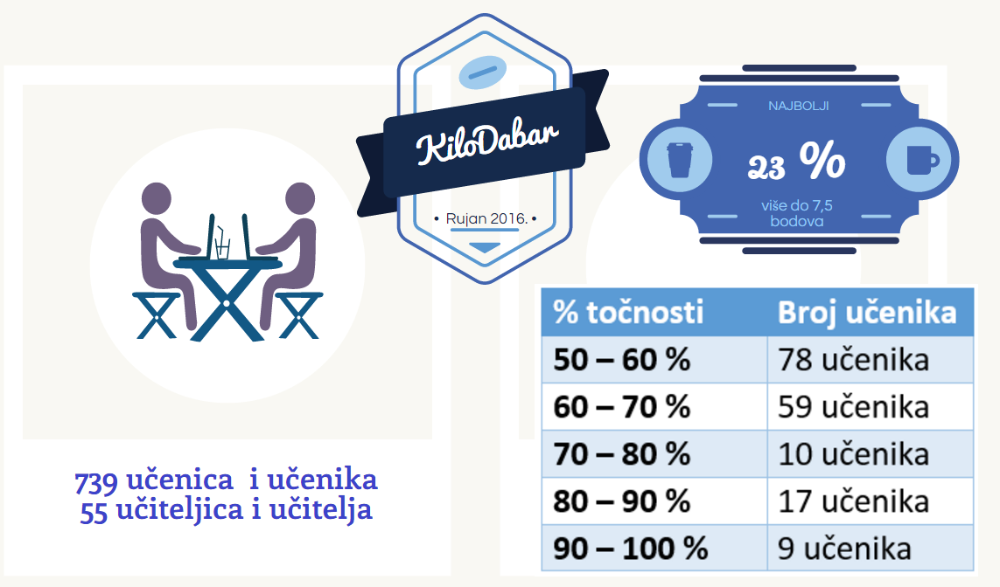 KiloDabar
• Rujan 2016. •
NAJBOLJI
23 %
više do 7,5
bodova
739 učenica i učenika
55 učiteljica i učitelja
% točnosti Broj učenika
50 – 60 % 78 učenika
60 – 70 % 59 učenika
70 – 80 % 10 učenika
80 – 90 % 17 učenika
90 – 100 % 9 učenika